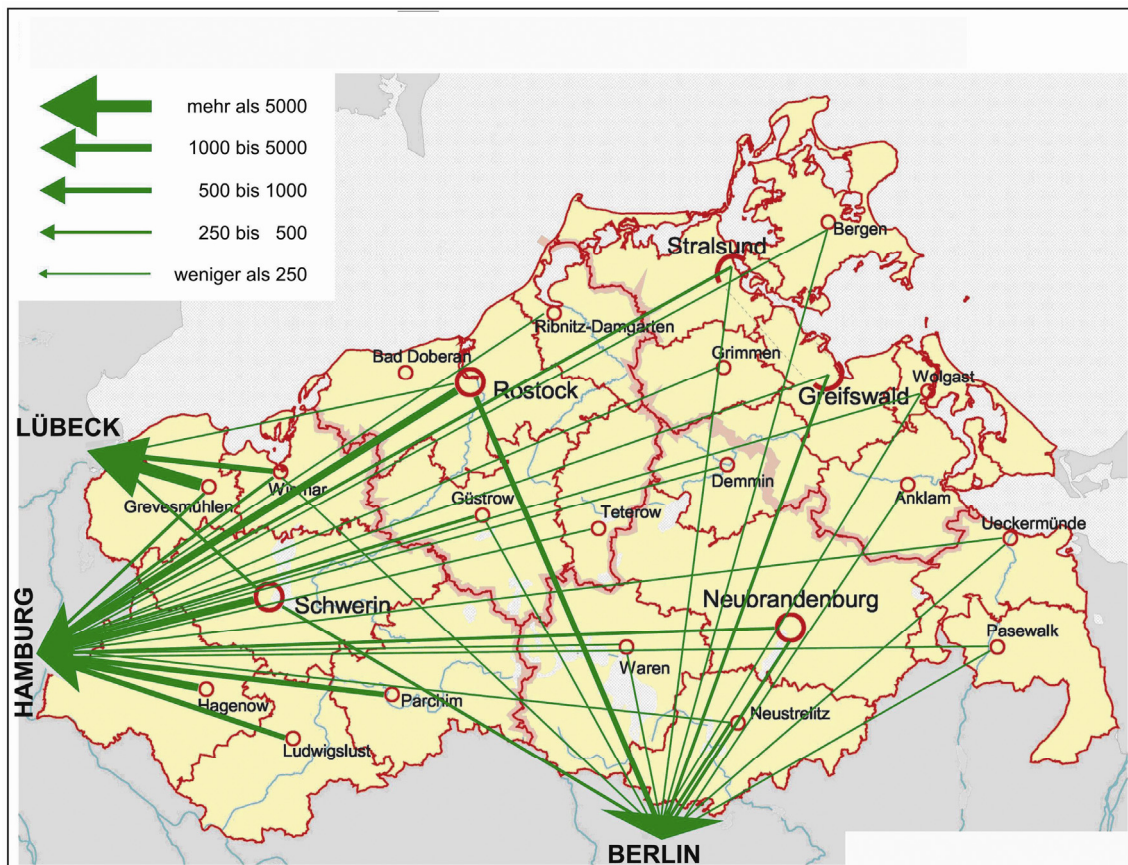 mehr als 5000
1000 bis 5000
500 bis 1000
250 bis 500
weniger als 250
Bergen
Stralsund
Ribnitz-Damgarten
Bad Doberan
Grimmen
Rostock
Greifswald
Wolgast
LÜBECK
Wismar
Grevesmühlen
Güstrow
Demmin
Anklam
Teterow
Ueckermünde
HAMBURG
Schwerin
Neubrandenburg
Pasewalk
Waren
Hagenow
Parchim
Neustrelitz
Ludwigslust
BERLIN